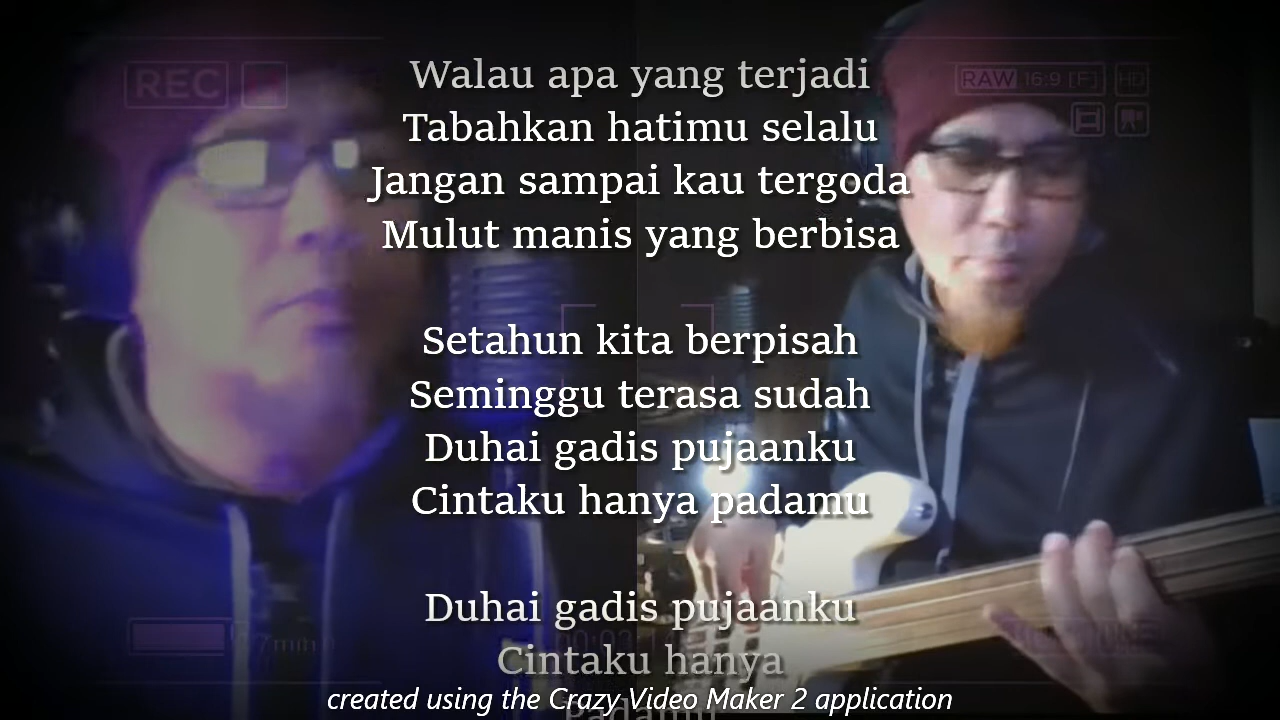 REC
RAW 16:9 [F] HD
Walau apa yang terjadi
Tabahkan hatimu selalu
Jangan sampai kau tergoda
Mulut manis yang berbisa
Setahun kita berpisah
Seminggu terasa sudah
Duhai gadis pujaanku
Cintaku hanya padamu
Duhai gadis pujaanku
Cintaku hanya
Padamu
created using the Crazy Video Maker 2 application